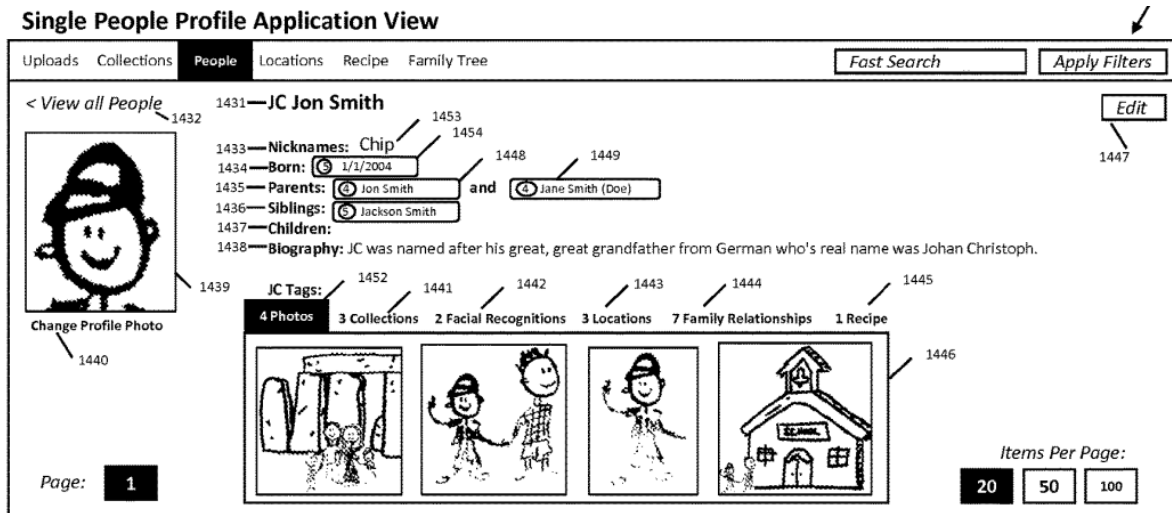 Single People Profile Application View
Uploads Collections People Locations Recipe Family Tree Fast Search Apply Filters
< View all People
1432
1431 JC Jon Smith
Edit
1447
1453
1433 Nicknames: Chip
1454
1434 Born: 5 1/1/2004
1448 1449
1435 Parents: 4 Jon Smith and 4 Jane Smith (Doe)
1436 Siblings: 5 Jackson Smith
1437 Children:
1438 Biography: JC was named after his great, great grandfather from German who's real name was Johan Christoph.
1439
Change Profile Photo
1440
JC Tags:
1452 1441 1442 1443 1444 1445
4 Photos 3 Collections 2 Facial Recognitions 3 Locations 7 Family Relationships 1 Recipe
1446
SCHOOL
Page: 1
Items Per Page:
20 50 100